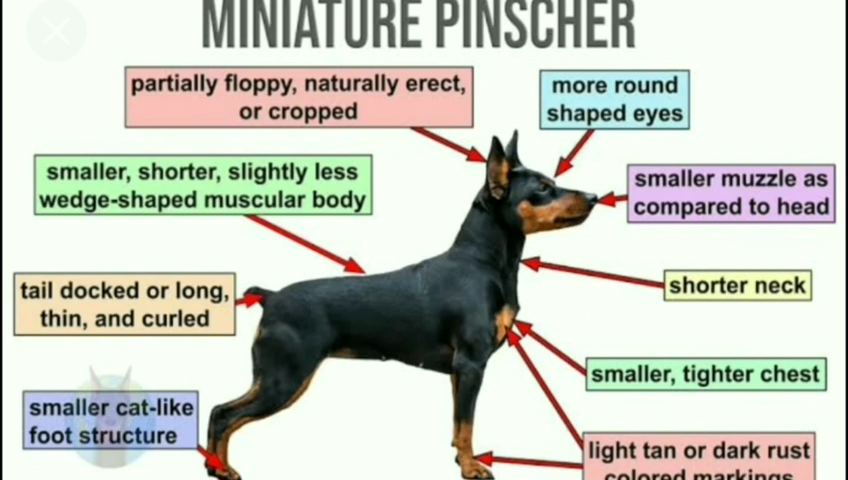 MINIATURE PINSCHER
partially floppy, naturally erect,
or cropped
more round
shaped eyes
smaller, shorter, slightly less
wedge-shaped muscular body
smaller muzzle as
compared to head
tail docked or long,
thin, and curled
shorter neck
smaller, tighter chest
smaller cat-like
foot structure
light tan or dark rust
colored markings